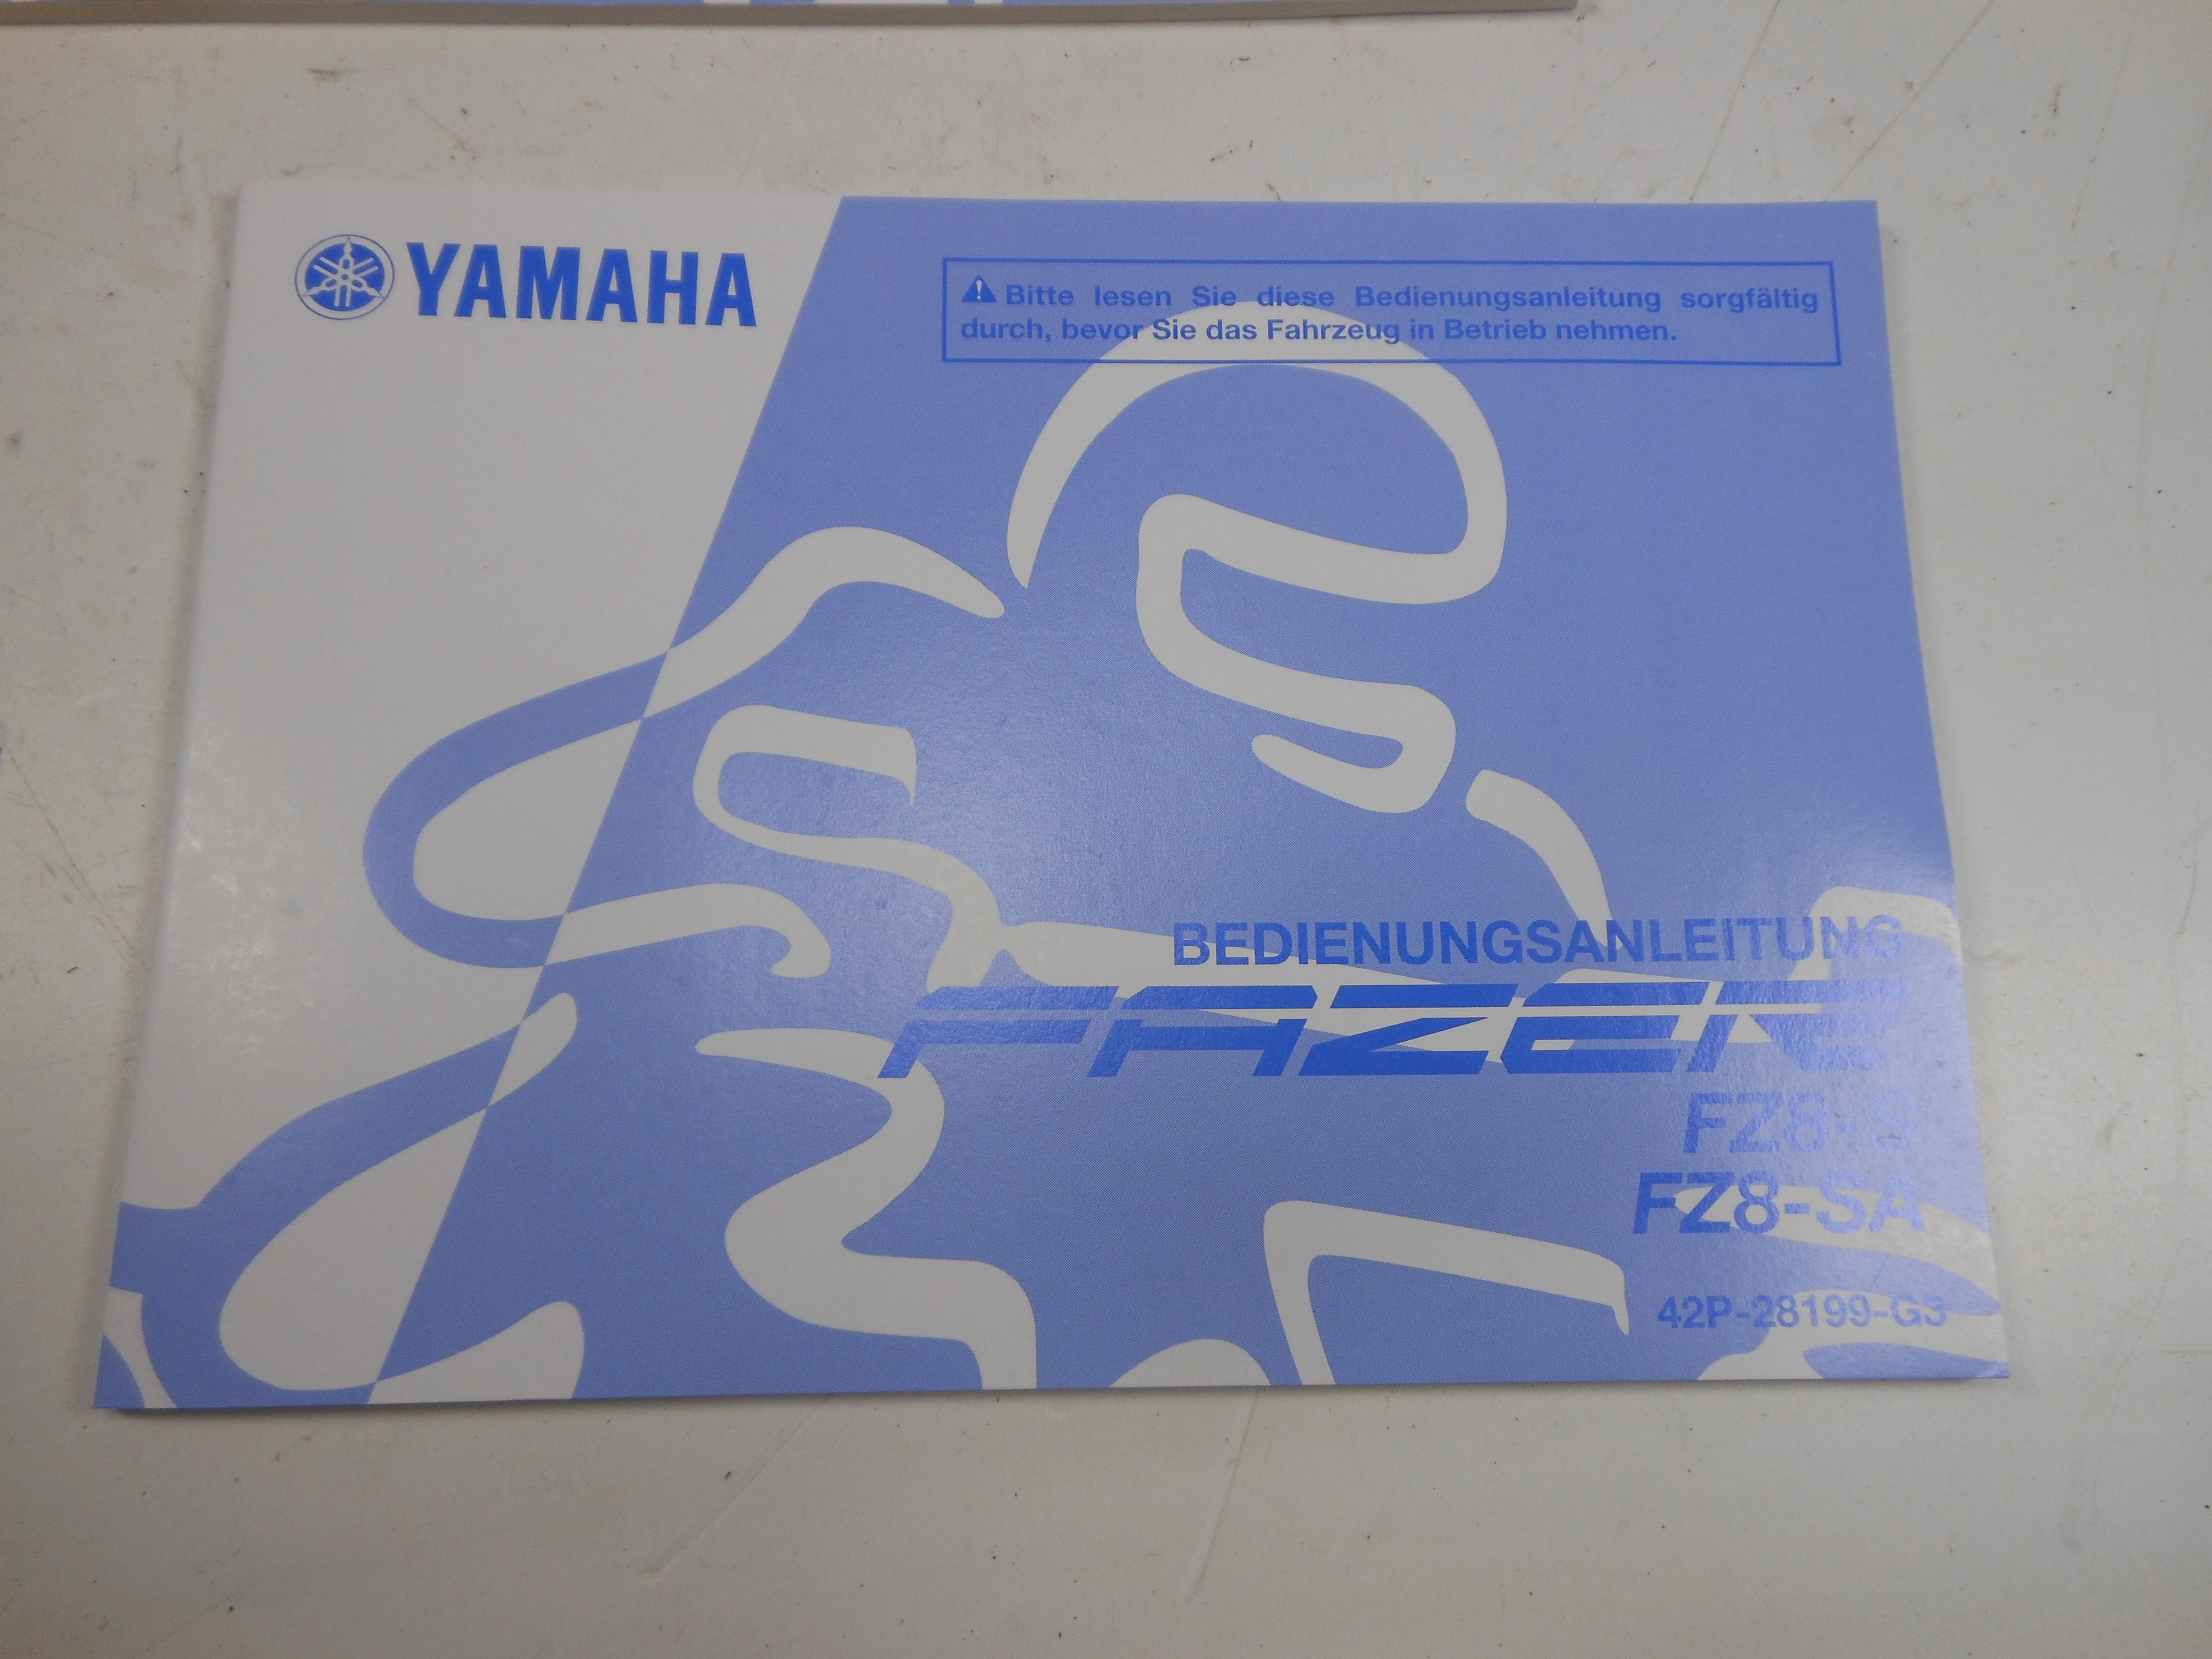 YAMAHA
⚠ Bitte lesen Sie diese Bedienungsanleitung sorgfältig
durch, bevor Sie das Fahrzeug in Betrieb nehmen.
BEDIENUNGSANLEITUNG
FAZER
FZ8-S
FZ8-SA
42P-28199-G3